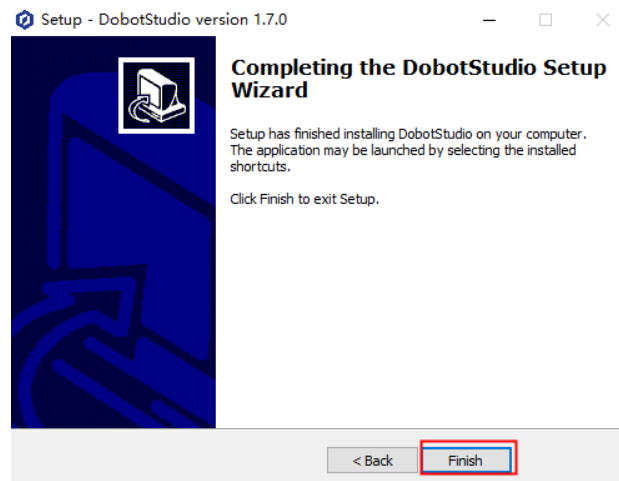 Setup - DobotStudio version 1.7.0
Completing the DobotStudio Setup
Wizard
Setup has finished installing DobotStudio on your computer.
The application may be launched by selecting the installed
shortcuts.
Click Finish to exit Setup.
< Back
Finish